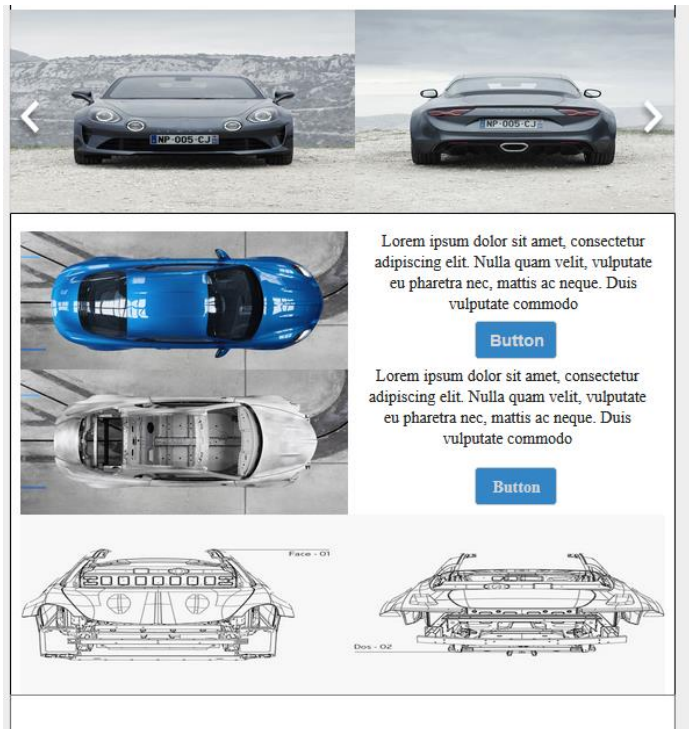 NP-005-CJ
NP-005-CJ
Lorem ipsum dolor sit amet, consectetur
adipiscing elit. Nulla quam velit, vulputate
eu pharetra nec, mattis ac neque. Duis
vulputate commodo
Button
Lorem ipsum dolor sit amet, consectetur
adipiscing elit. Nulla quam velit, vulputate
eu pharetra nec, mattis ac neque. Duis
vulputate commodo
Button
Face - 01
Dos - 02